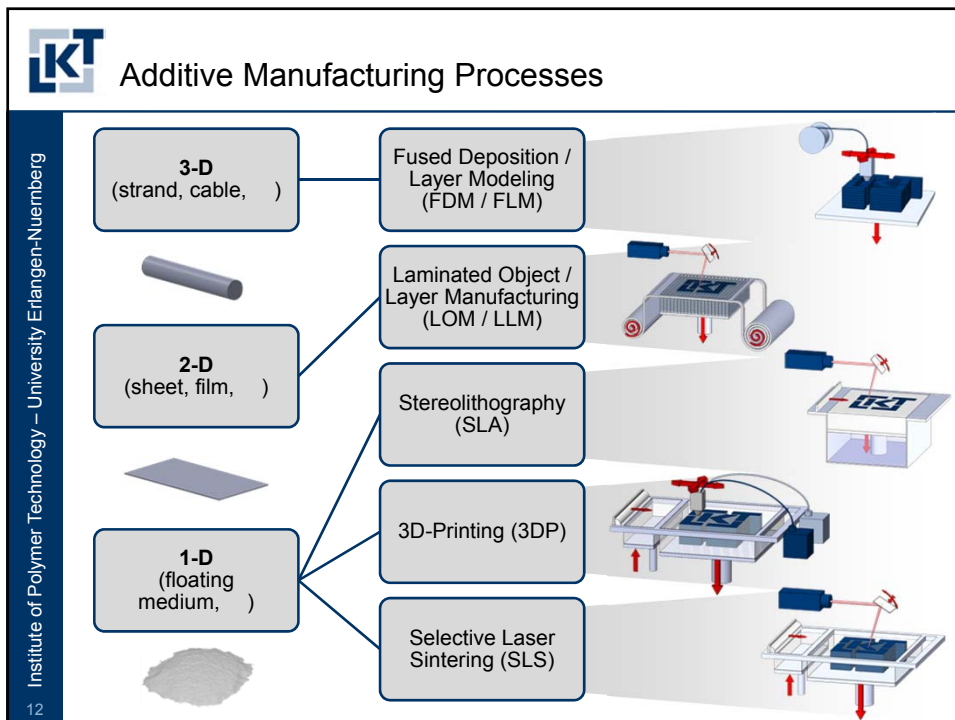 LKT
Additive Manufacturing Processes
Institute of Polymer Technology – University Erlangen-Nuernberg
12
3-D
(strand, cable,    )
2-D
(sheet, film,    )
1-D
(floating
medium,    )
Fused Deposition /
Layer Modeling
(FDM / FLM)
Laminated Object /
Layer Manufacturing
(LOM / LLM)
Stereolithography
(SLA)
3D-Printing (3DP)
Selective Laser
Sintering (SLS)
LKT
LKT
LKT